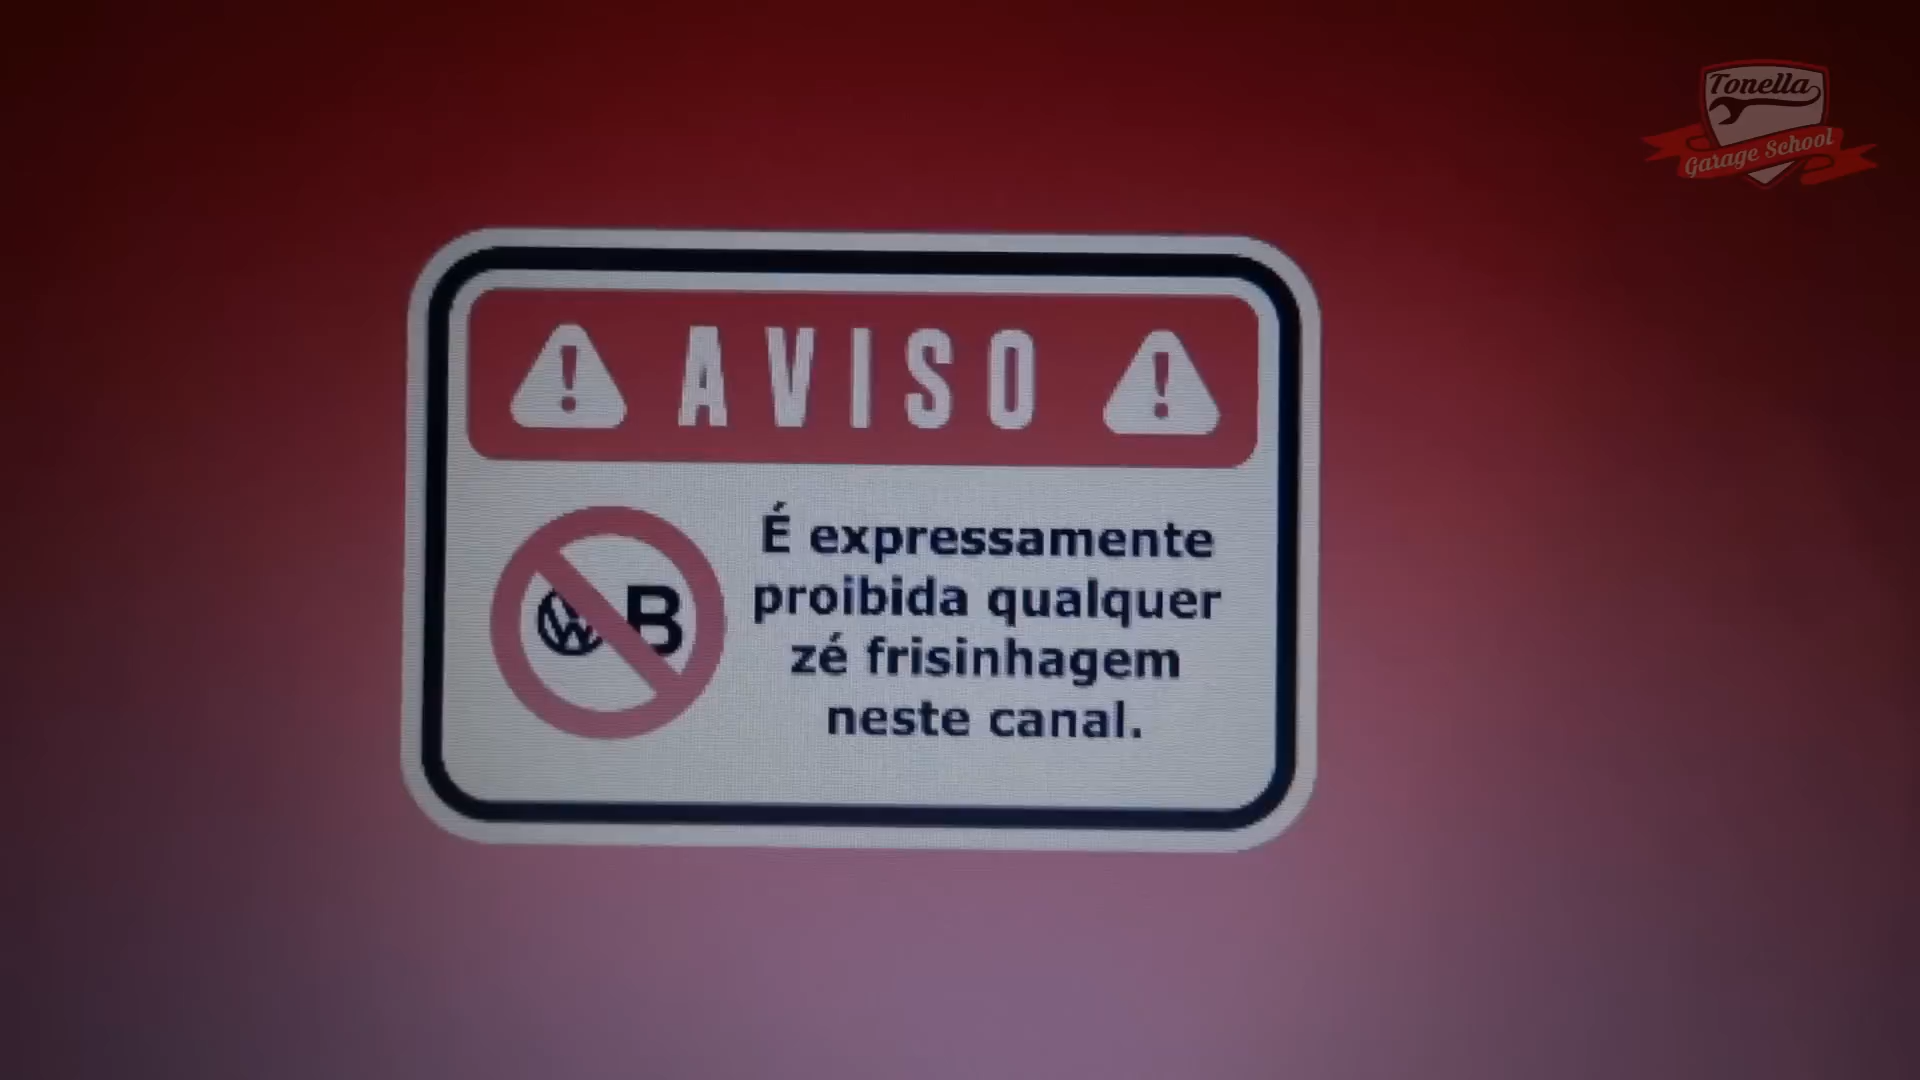 Tonella
Garage School
AVISO
B
É expressamente
proibida qualquer
zé frisinhagem
neste canal.